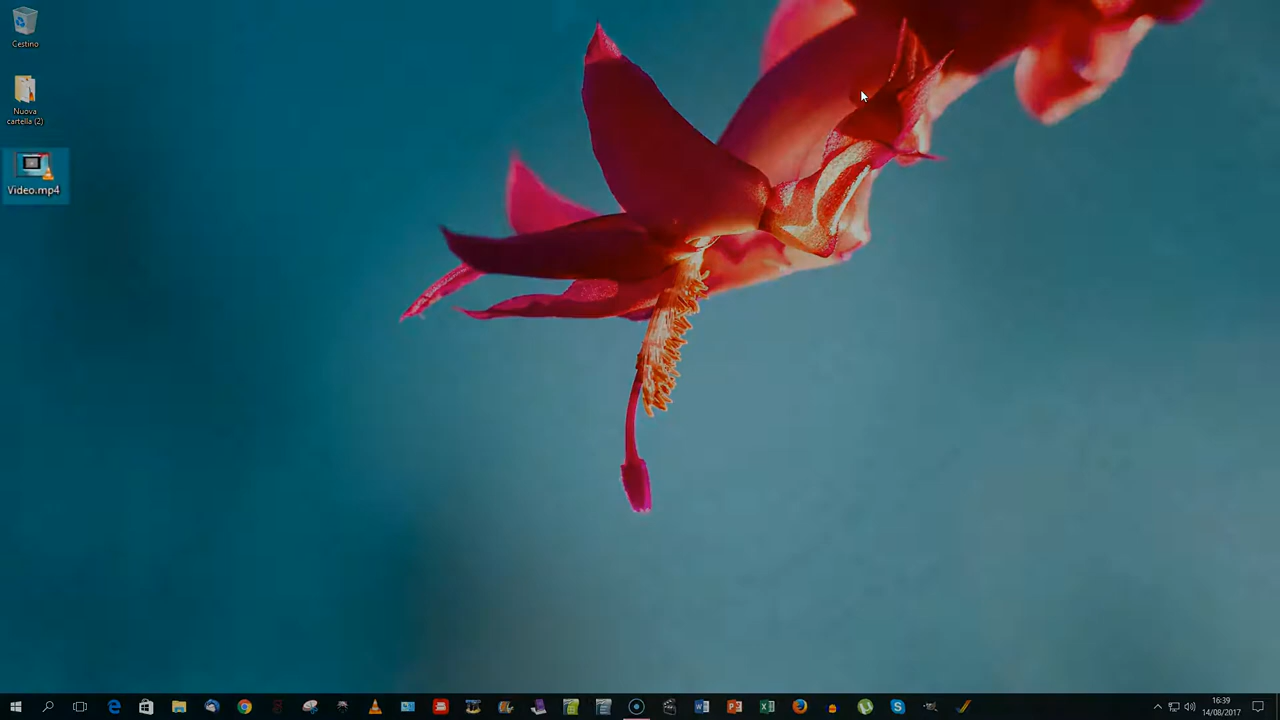 Cestino
Nuova
cartella (2)
Video.mp4
16:39
14/08/2017